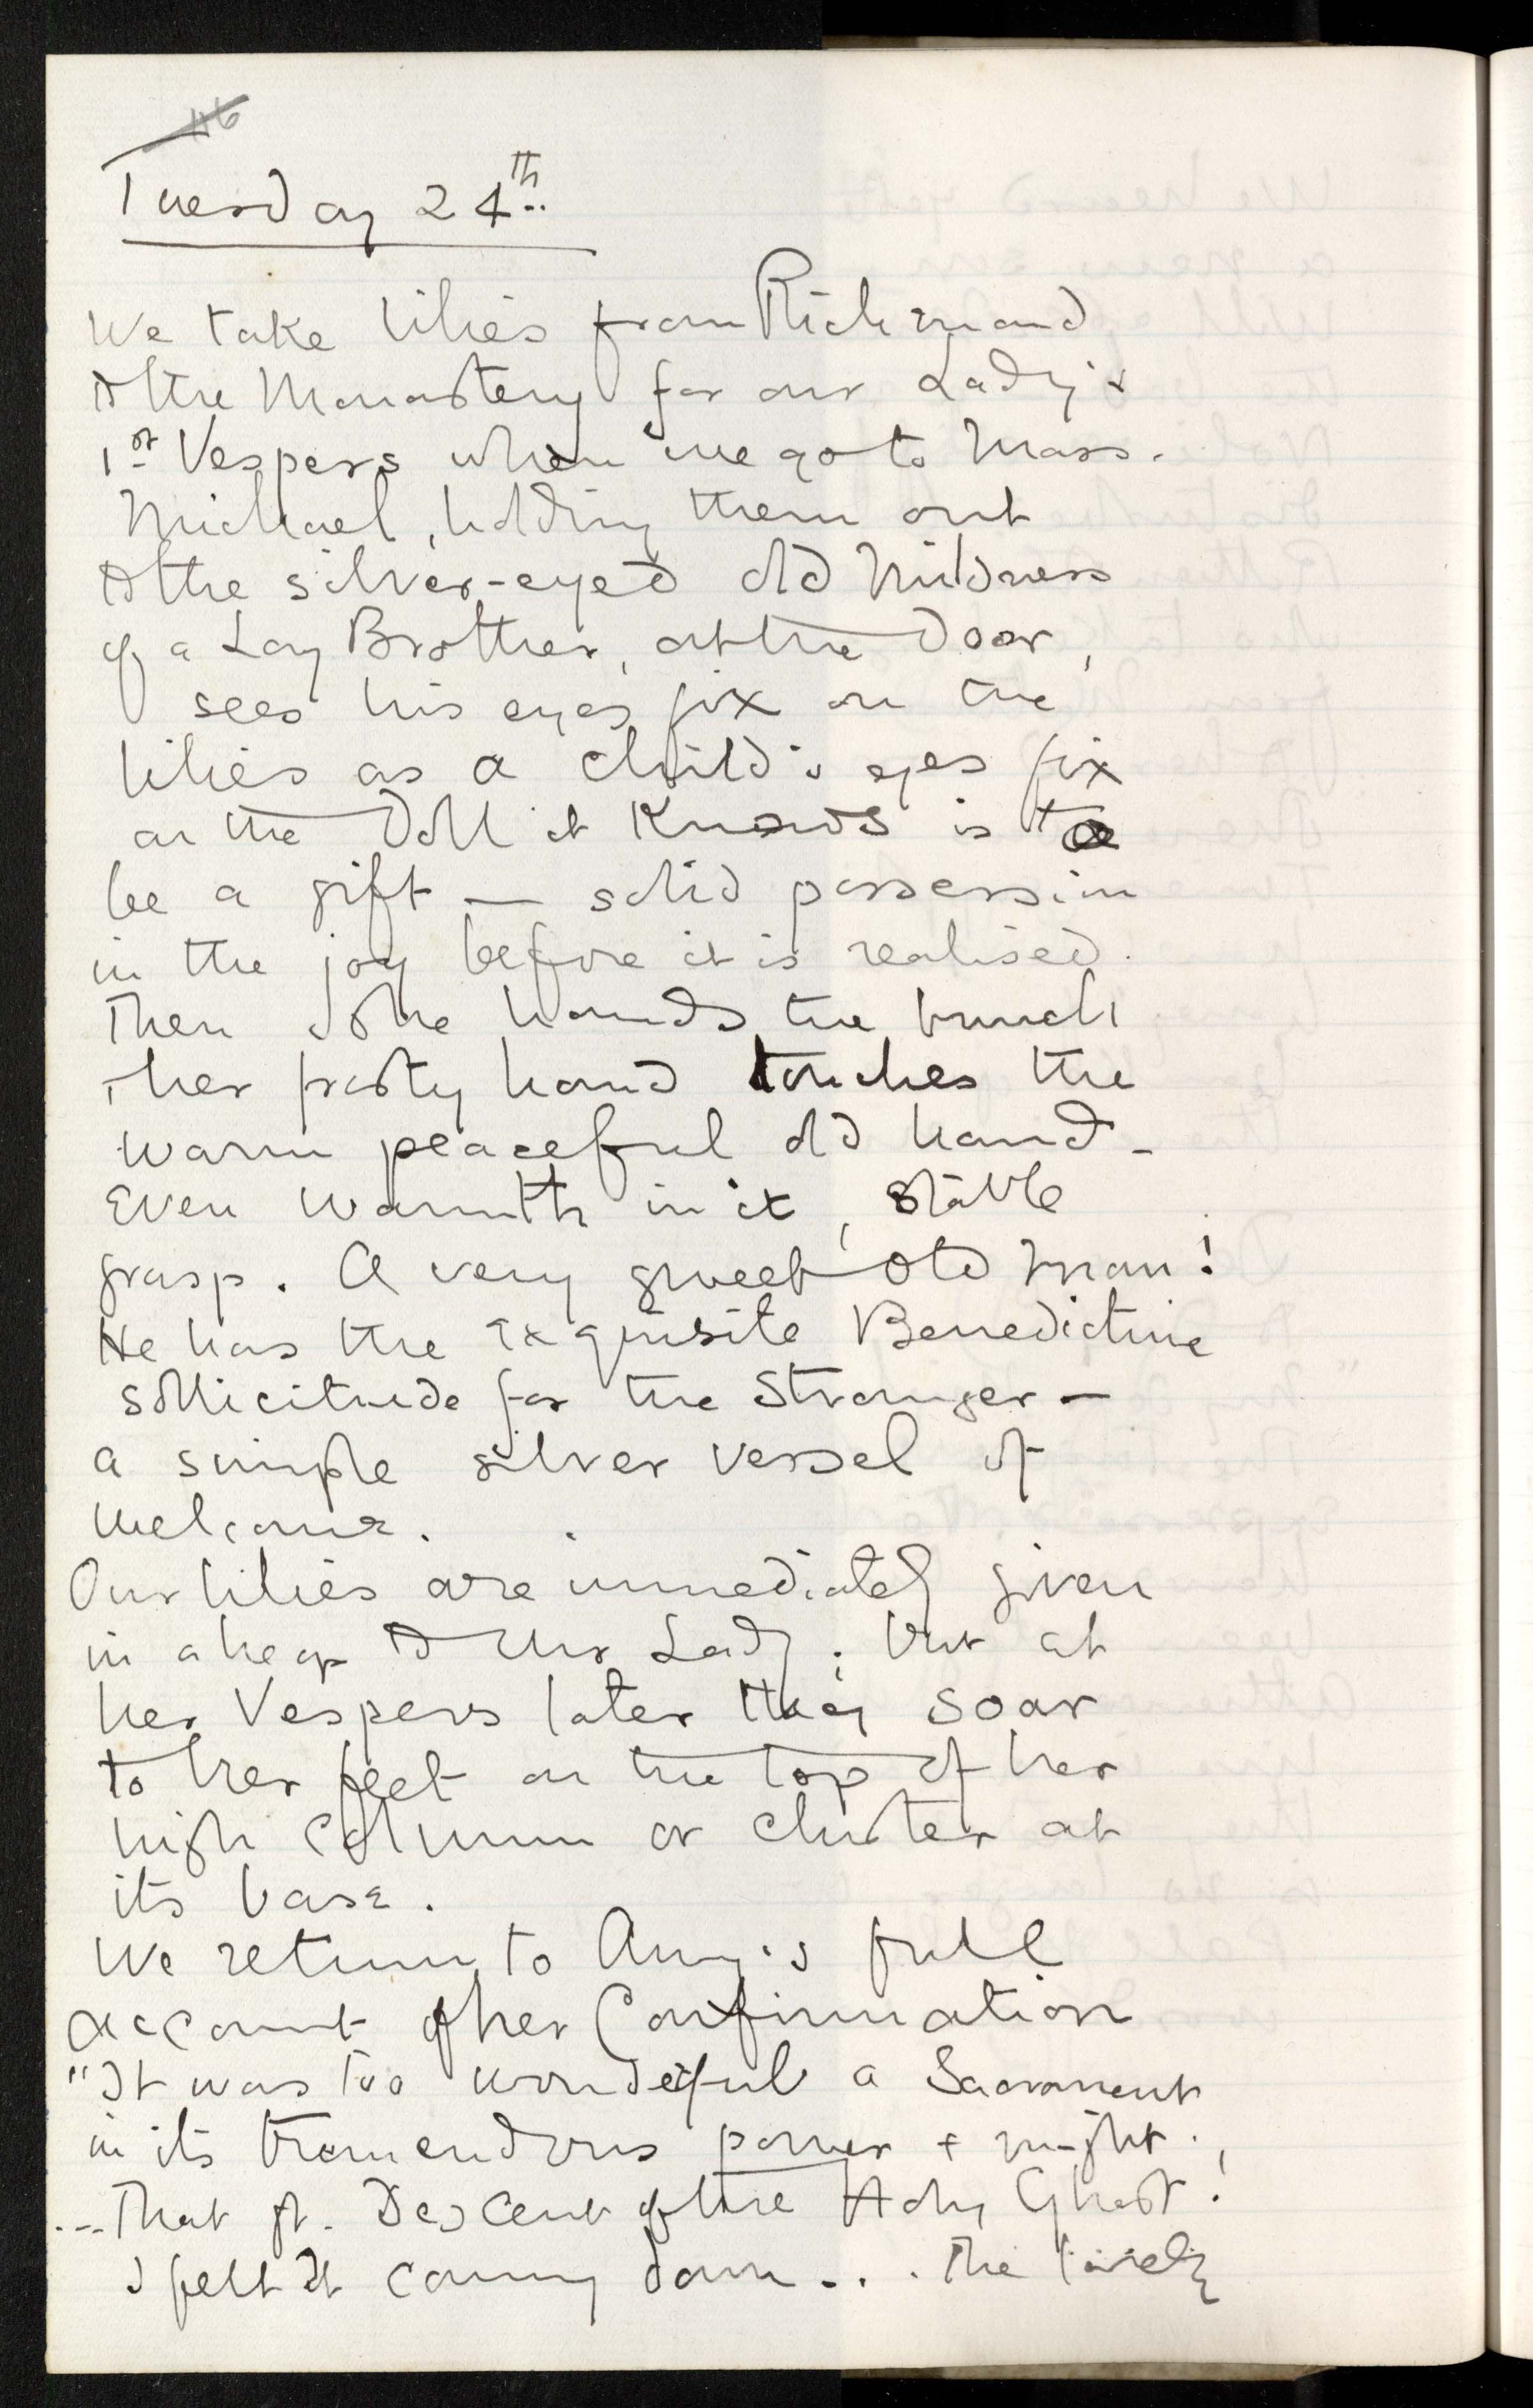 116
Tuesday 24th
We take lilies from Richmond
to the Monastery for our Lady's
1st Vespers when we go to Mass.
Michael, holding them out
to the silver-eyed old mildness
of a Lay Brother, at the door,
sees his eyes fix on the
lilies as a child's eyes fix
on the doll it knows is to
be a gift — solid possession
in the joy before it is realised.
Then she hands the bunch
& her frosty hand touches the
warm peaceful old hand –
Even warmth in it, stable
grasp. A very sweet old man!
He has the exquisite Benedictine
sollicitude for the Stranger —
a simple silver vessel of
welcome.
Our lilies are immediately given
in a heap to Our Lady; but at
her Vespers later they soar
to her feet on the top of her
high column or cluster at
its base.
We return to Amy's full
account of her Confirmation
"It was too wonderful a Sacrament
in its tremendous power & might.
... That gt. Descent of the Holy Ghost!
I felt it coming down ... The lovely